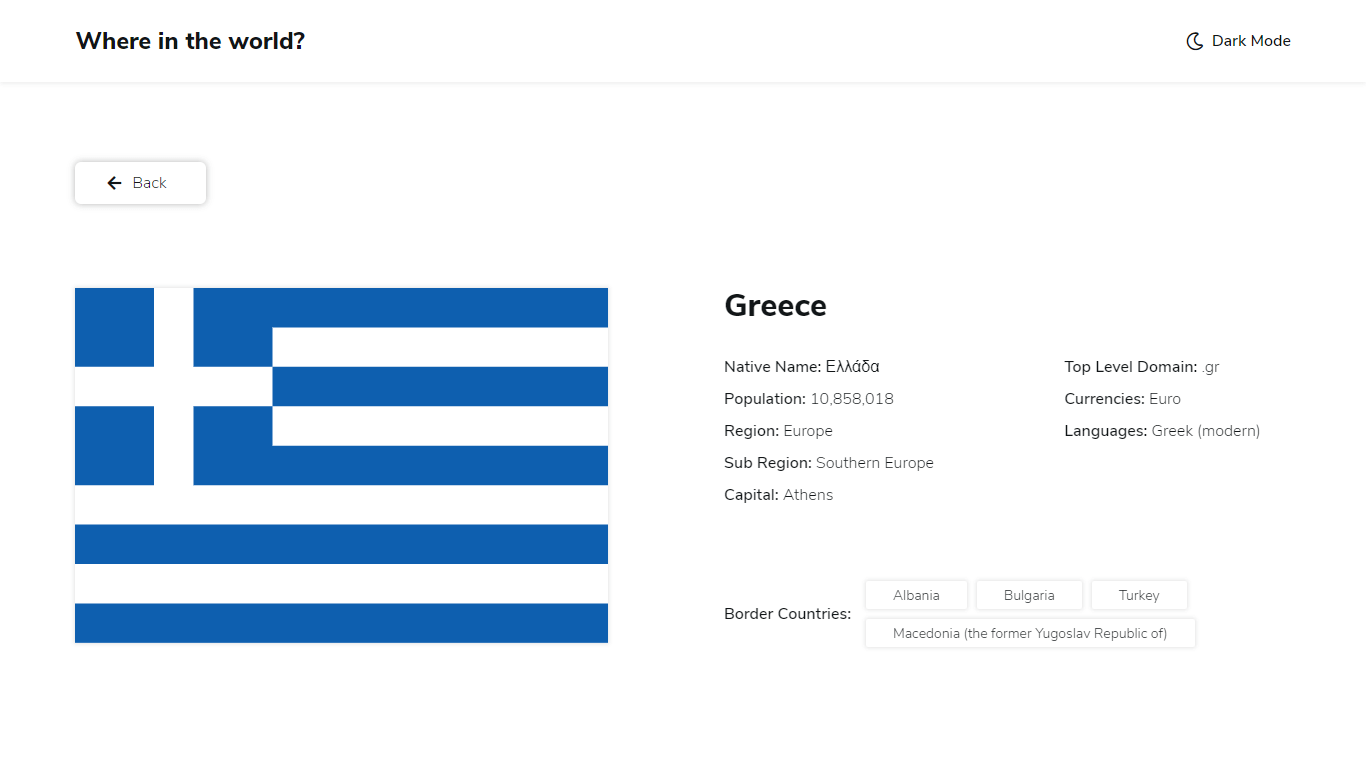 Where in the world?
Dark Mode
Back
Greece
Native Name: Ελλάδα
Population: 10,858,018
Region: Europe
Sub Region: Southern Europe
Capital: Athens
Top Level Domain: .gr
Currencies: Euro
Languages: Greek (modern)
Border Countries:
Albania
Bulgaria
Turkey
Macedonia (the former Yugoslav Republic of)